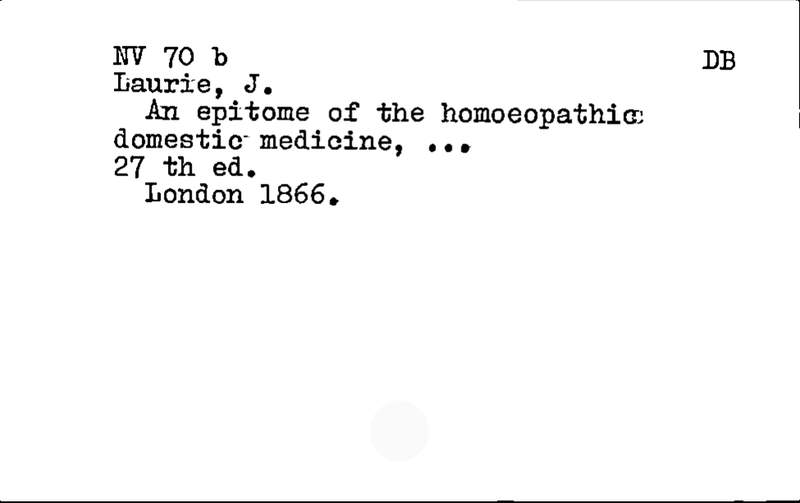 NV 70 b DB
Laurie, J.
An epitome of the homoeopathic
domestic medicine, ...
27 th ed.
London 1866.